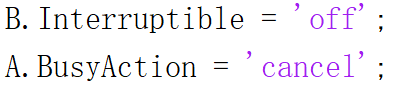 B.Interruptible = 'off';
A.BusyAction = 'cancel';